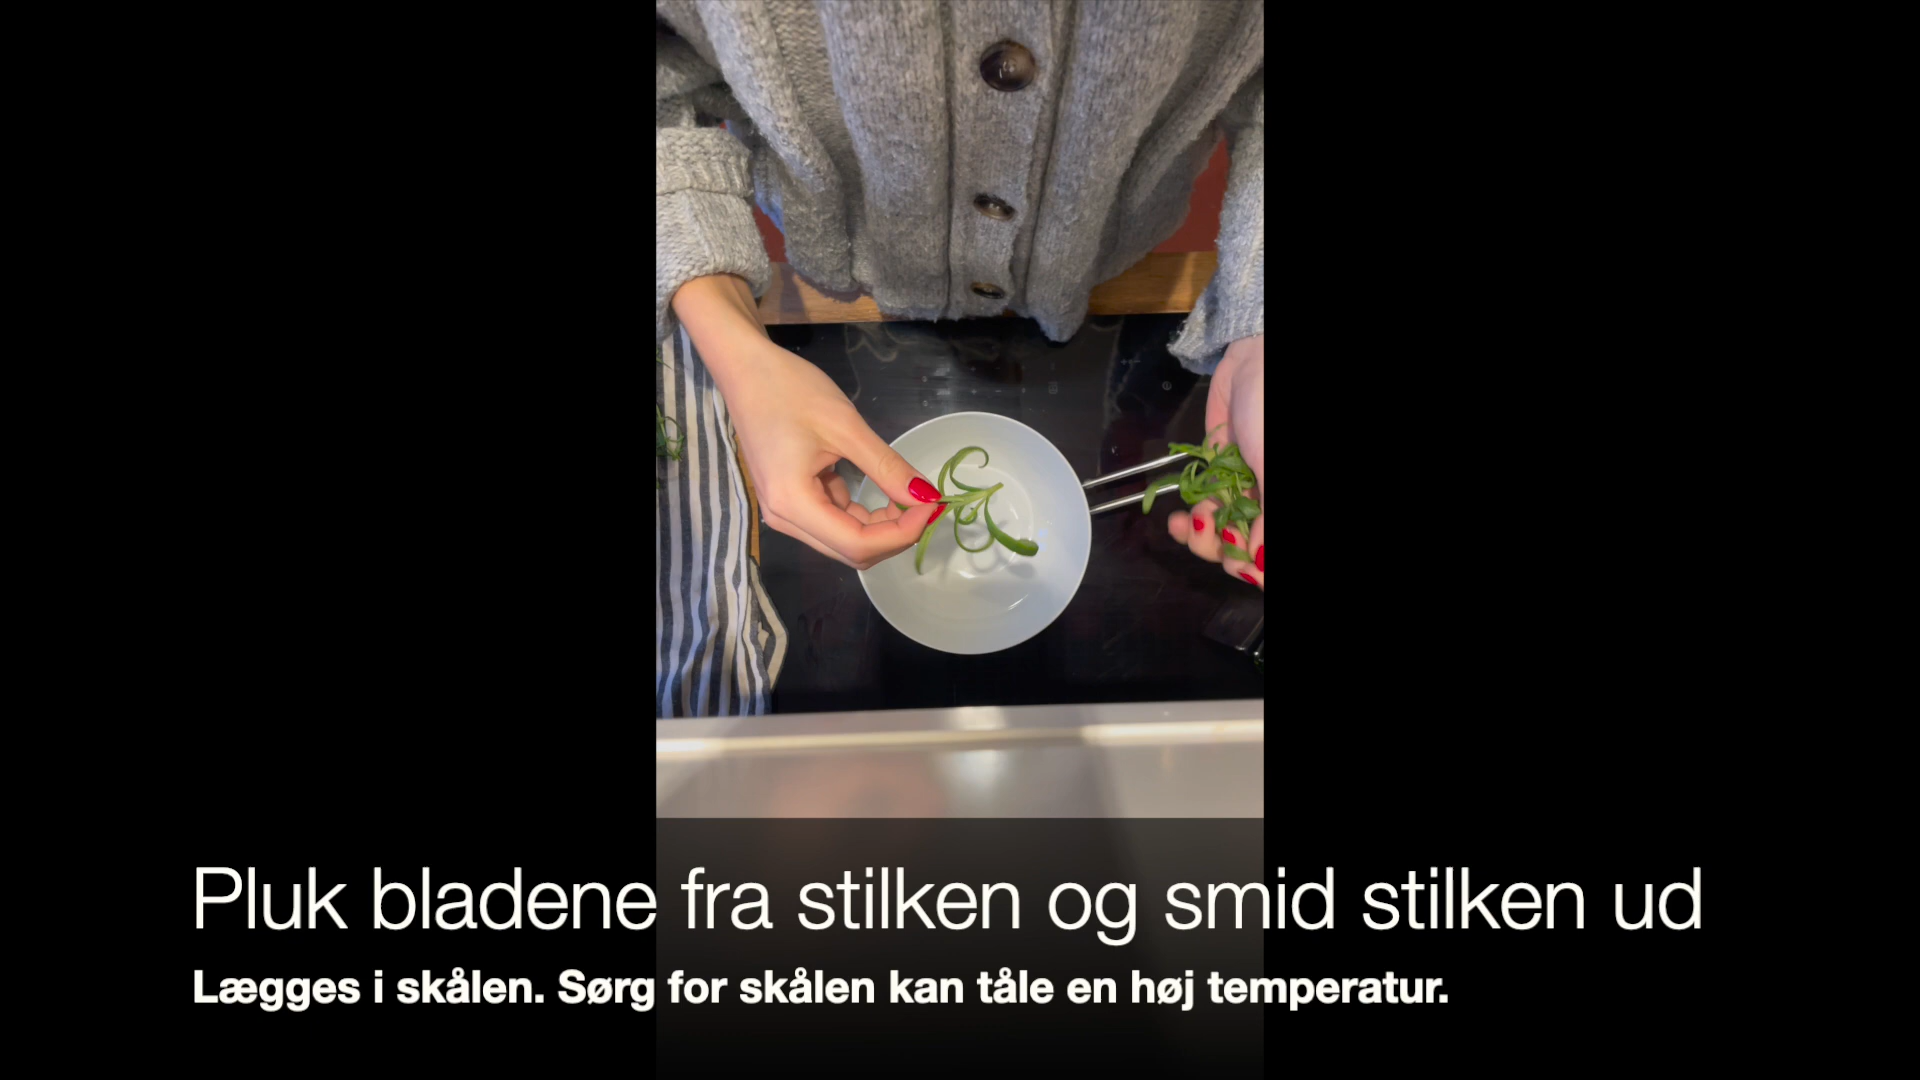 Pluk bladene fra stilken og smid stilken ud
Lægges i skålen. Sørg for skålen kan tåle en høj temperatur.